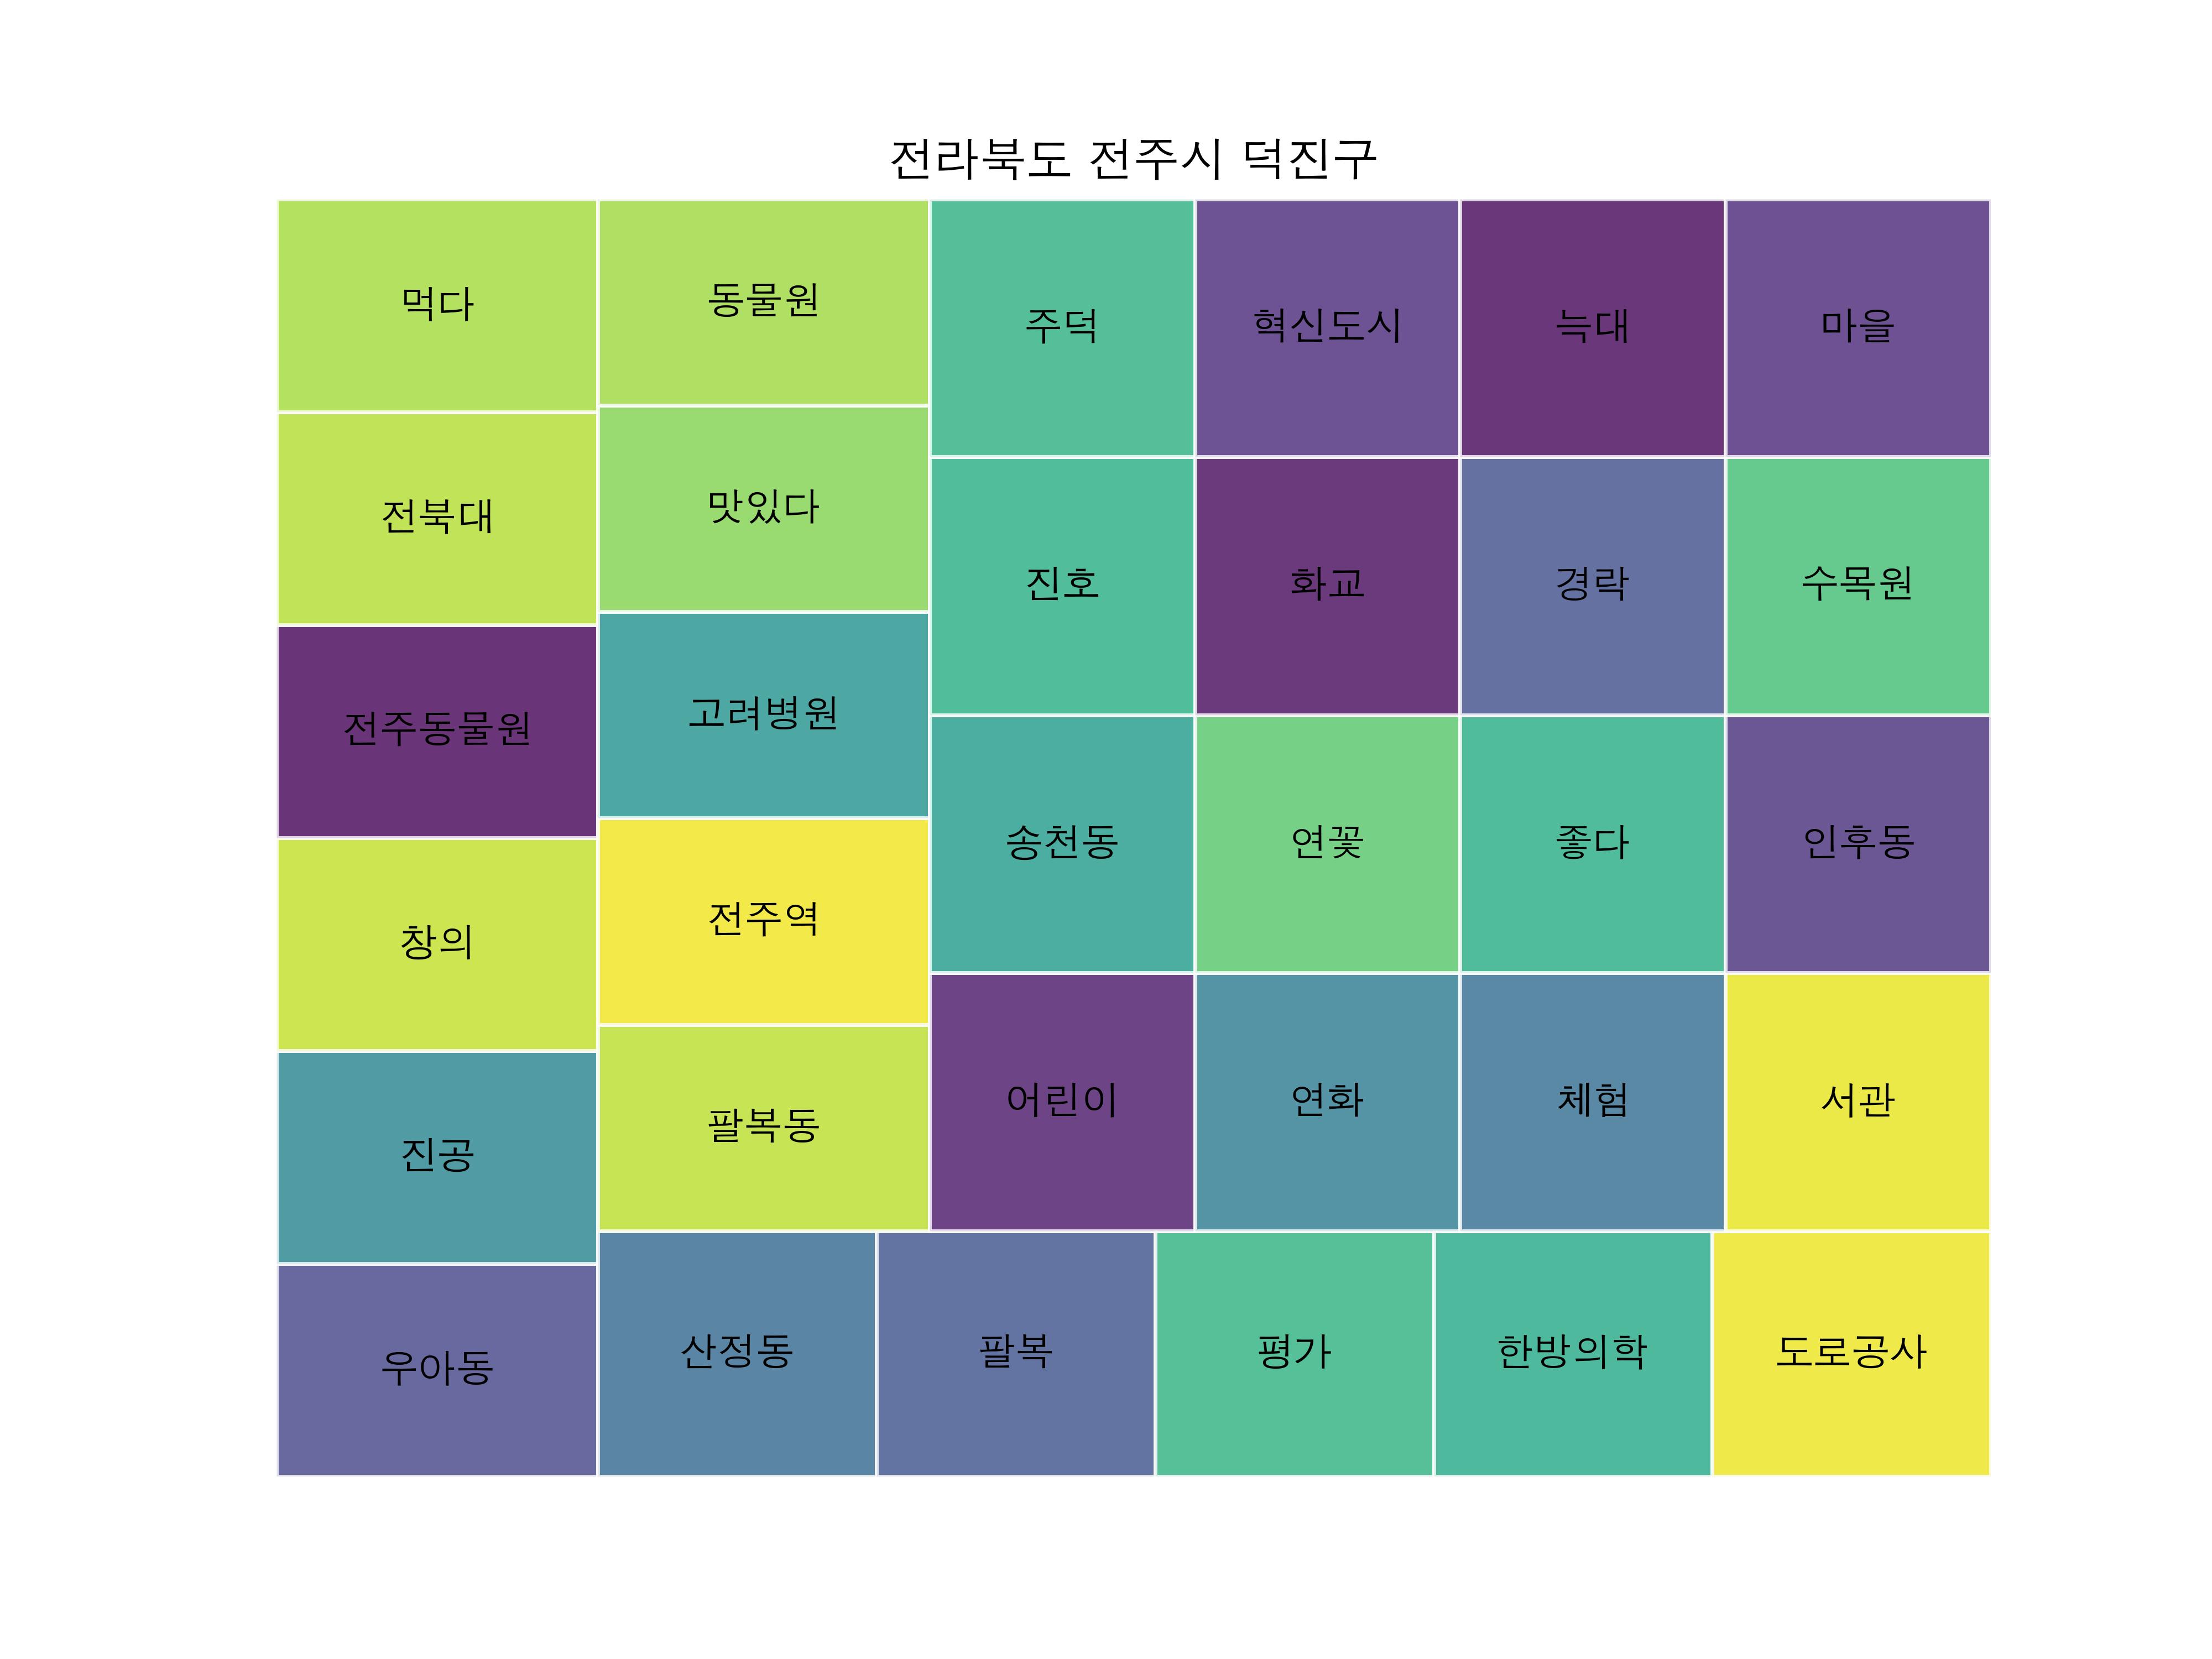 전라북도 전주시 덕진구
먹다
전북대
전주동물원
창의
진공
우아동
동물원
맛있다
고려병원
전주역
팔복동
주덕
혁신도시
늑대
마을
진호
화교
경락
수목원
송천동
연꽃
좋다
인후동
어린이
연화
체험
서관
산정동
팔복
평가
한방의학
도로공사